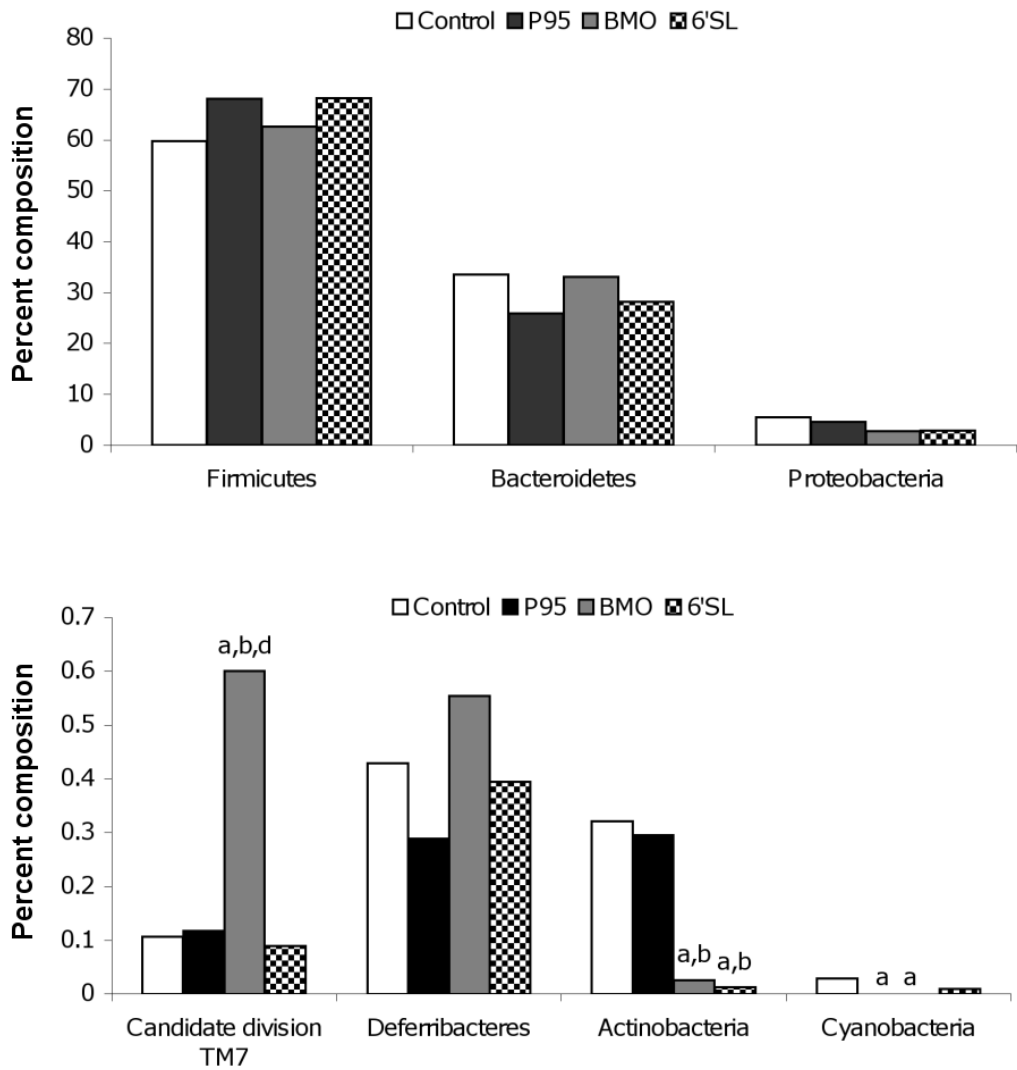 Control P95 BMO 6'SL
Percent composition
80
70
60
50
40
30
20
10
0
Firmicutes Bacteroidetes Proteobacteria
Control P95 BMO 6'SL
Percent composition
0.7
0.6
0.5
0.4
0.3
0.2
0.1
0
a,b,d
a,b a,b
a a
Candidate division TM7 Deferribacteres Actinobacteria Cyanobacteria